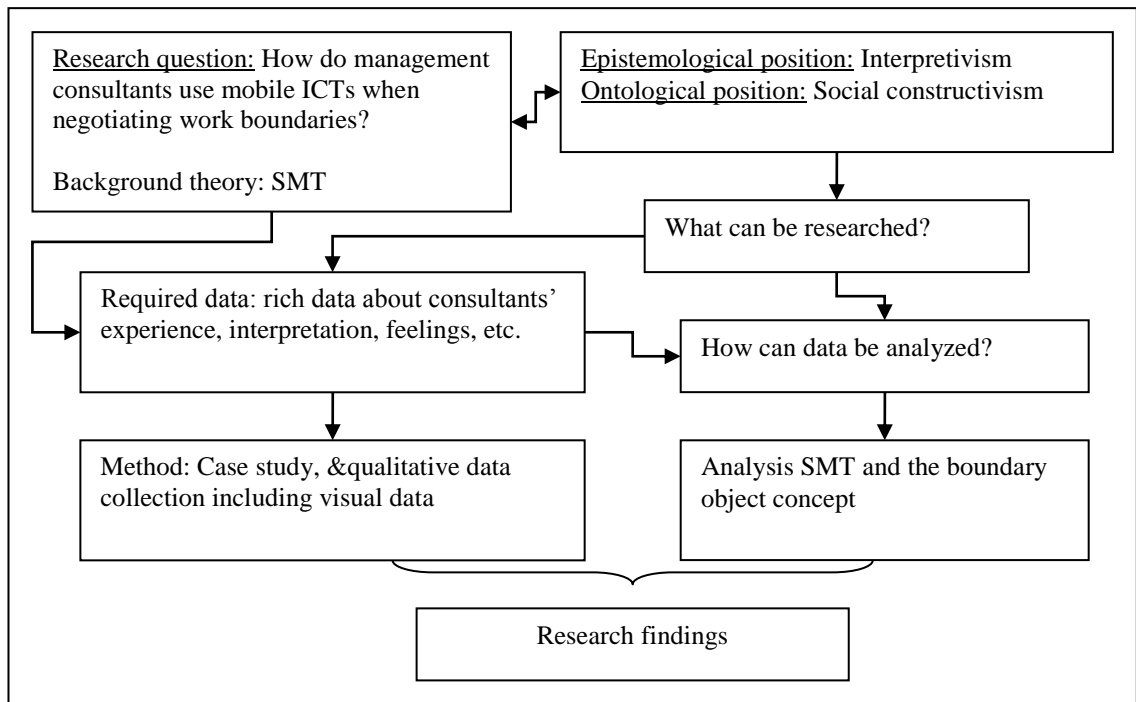 Research question: How do management
consultants use mobile ICTs when
negotiating work boundaries?
Background theory: SMT
Epistemological position: Interpretivism
Ontological position: Social constructivism
What can be researched?
Required data: rich data about consultants’
experience, interpretation, feelings, etc.
How can data be analyzed?
Method: Case study, &qualitative data
collection including visual data
Analysis SMT and the boundary
object concept
Research findings